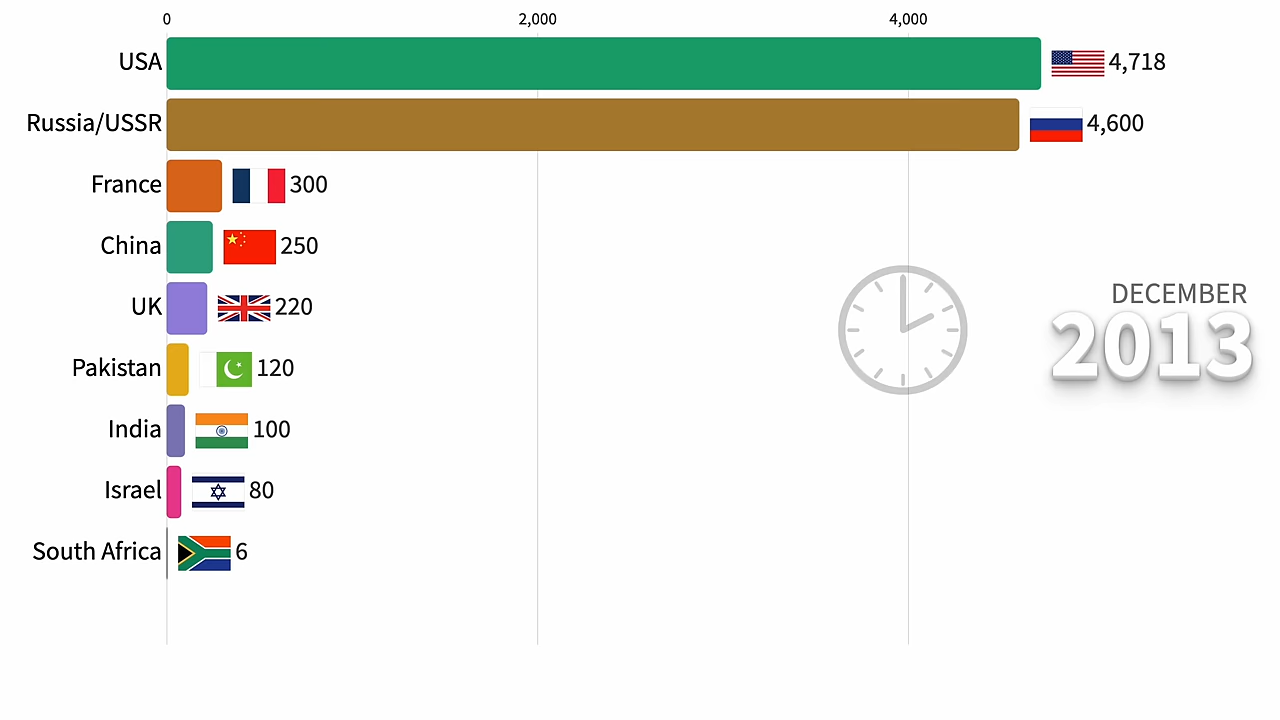 0 2,000 4,000
USA 4,718
Russia/USSR 4,600
France 300
China 250
UK 220
DECEMBER
2013
Pakistan 120
India 100
Israel 80
South Africa 6